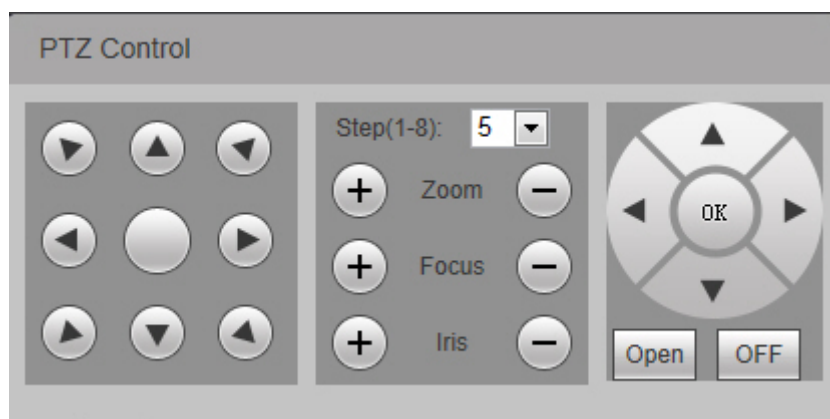 PTZ Control
Step(1-8): 5
+ Zoom −
+ Focus −
+ Iris −
OK
Open OFF